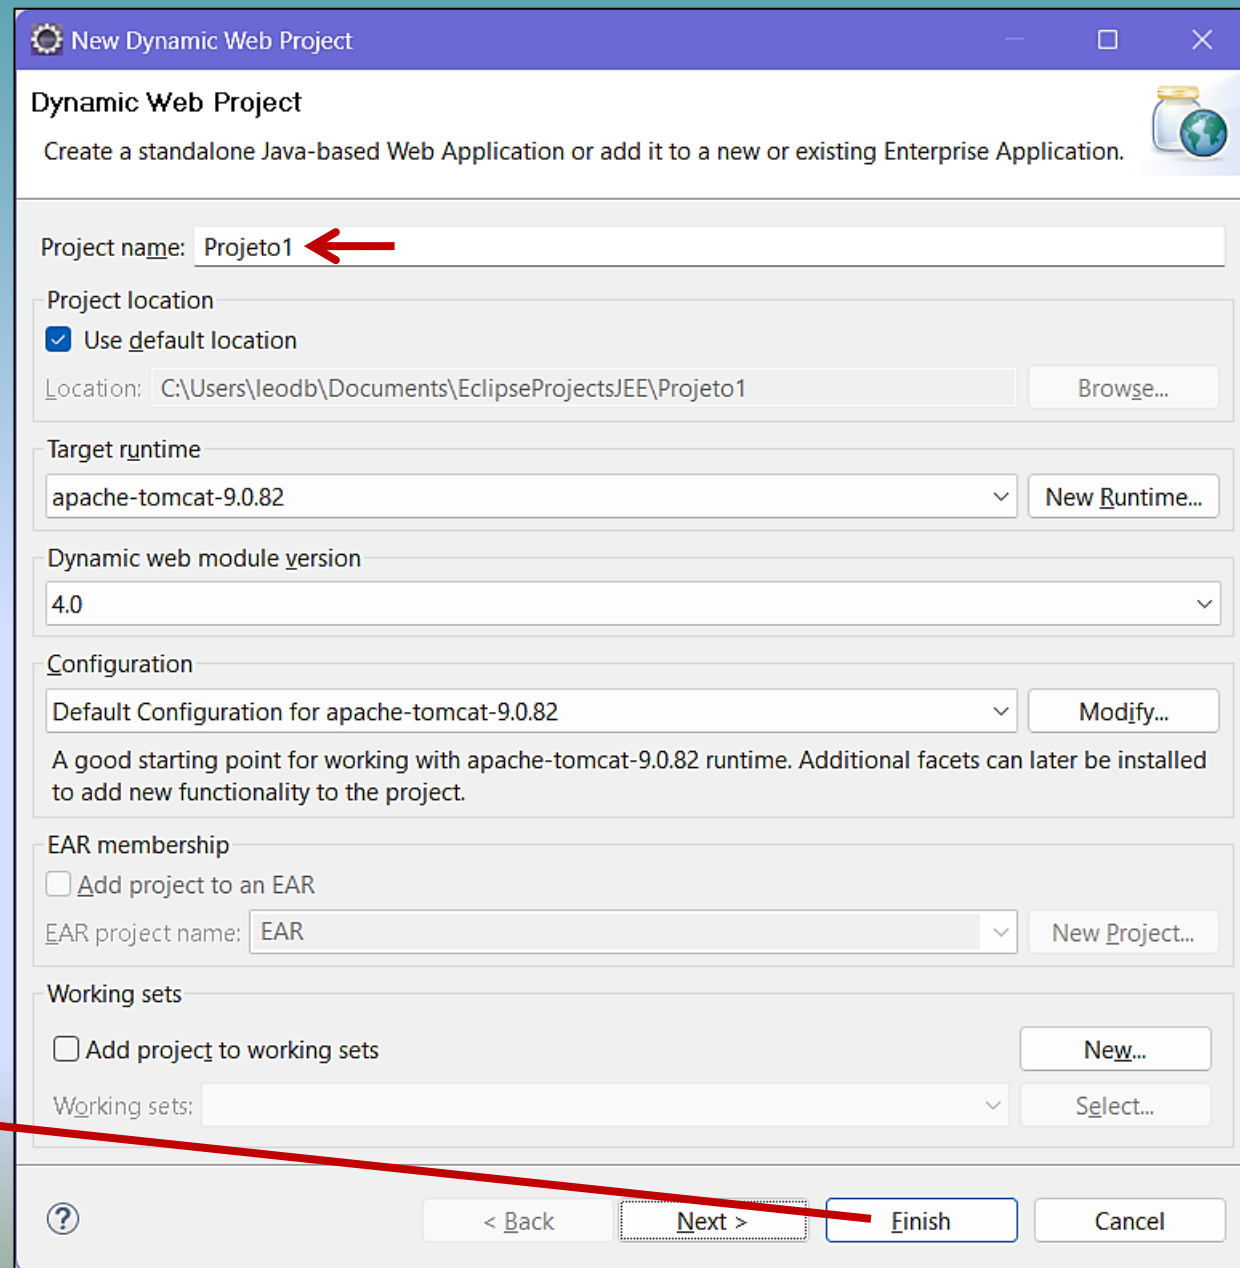 New Dynamic Web Project
Dynamic Web Project
Create a standalone Java-based Web Application or add it to a new or existing Enterprise Application.
Project name: Projeto1
Project location
Use default location
Location: C:\Users\leodb\Documents\EclipseProjectsJEE\Projeto1 Browse...
Target runtime
apache-tomcat-9.0.82 New Runtime...
Dynamic web module version
4.0
Configuration
Default Configuration for apache-tomcat-9.0.82 Modify...
A good starting point for working with apache-tomcat-9.0.82 runtime. Additional facets can later be installed
to add new functionality to the project.
EAR membership
Add project to an EAR
EAR project name: EAR New Project...
Working sets
Add project to working sets New...
Working sets: Select...
? < Back Next > Finish Cancel